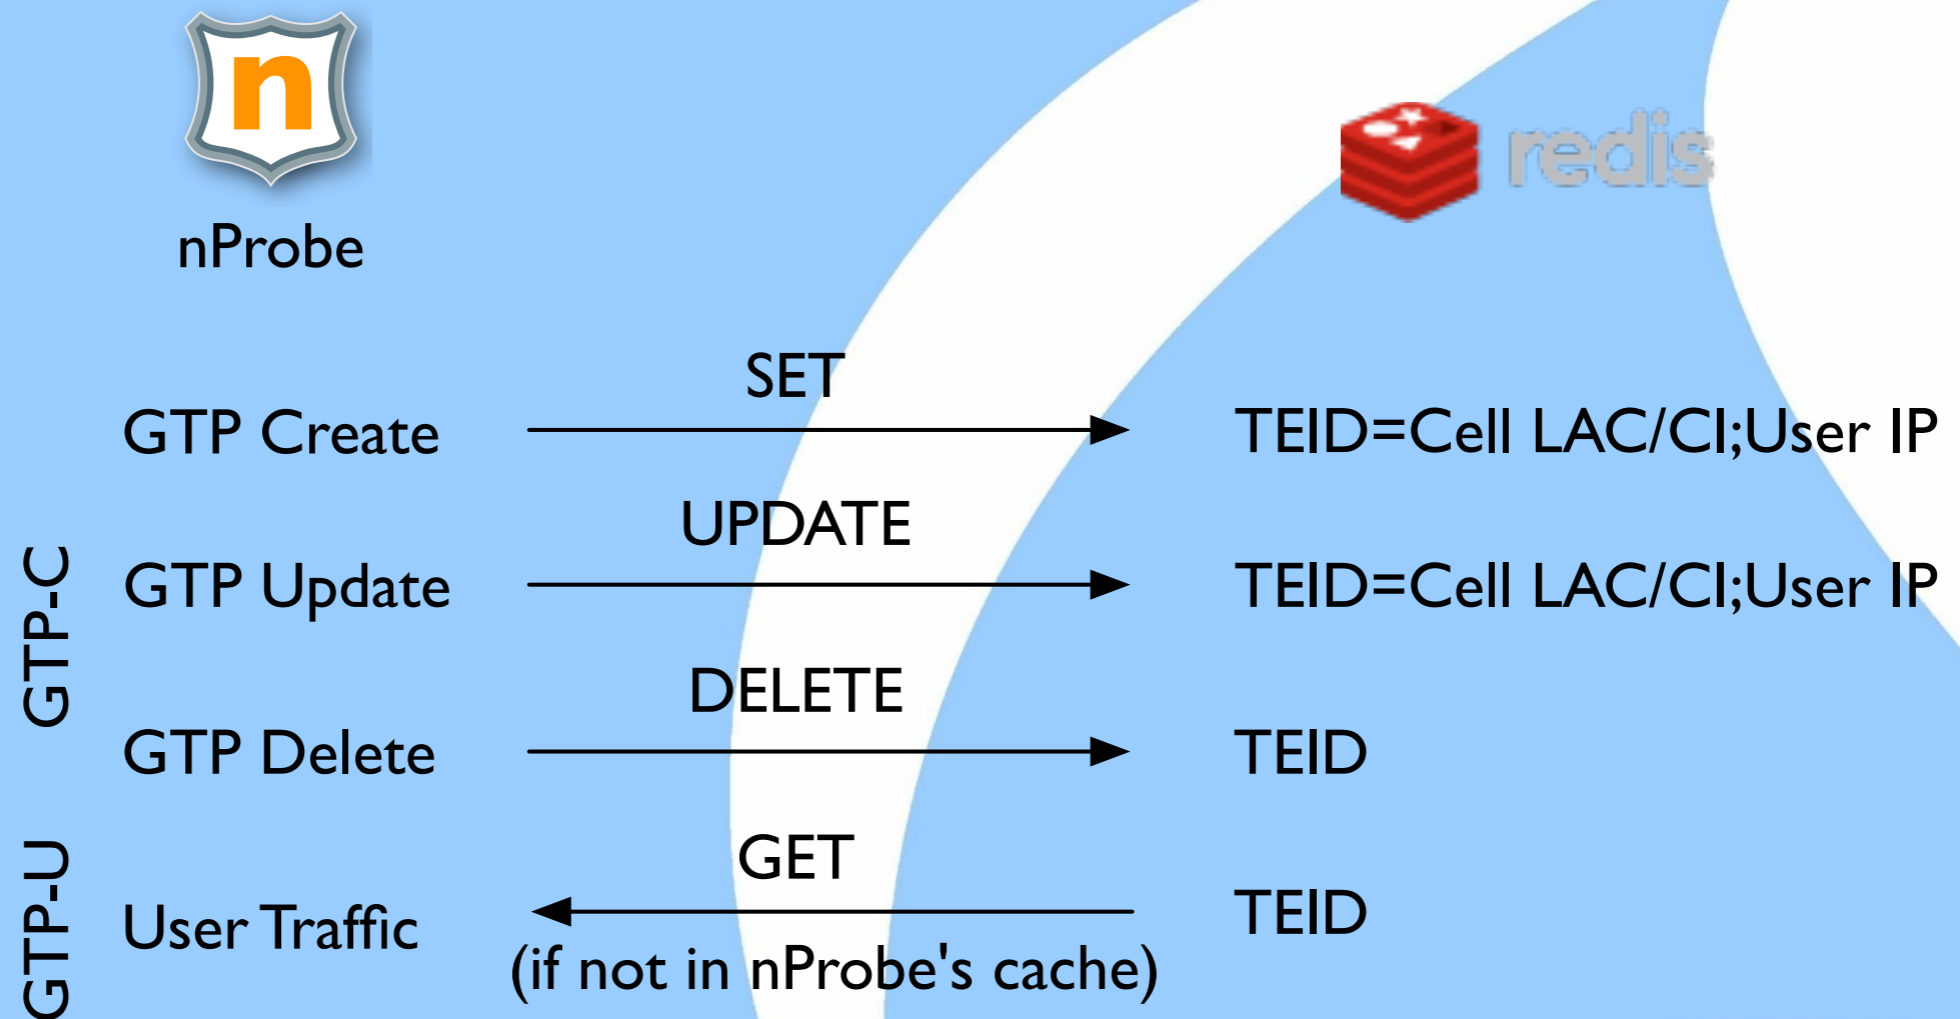 n
redis
nProbe
SET
GTP Create
TEID=Cell LAC/CI;User IP
UPDATE
GTP-C
GTP Update
TEID=Cell LAC/CI;User IP
DELETE
GTP Delete
TEID
GET
GTP-U
User Traffic
TEID
(if not in nProbe's cache)